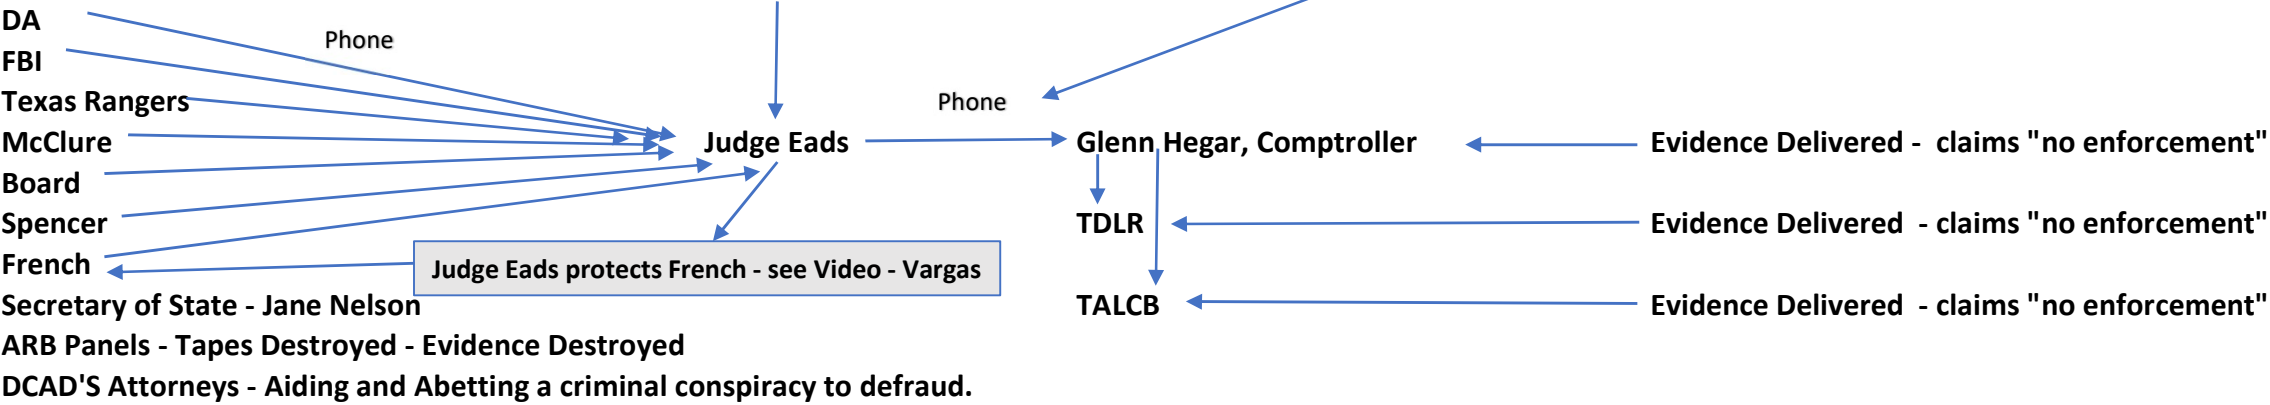 DA
Phone
FBI
Texas Rangers
Phone
McClure
Judge Eads
Glenn Hegar, Comptroller
Evidence Delivered - claims "no enforcement"
Board
Spencer
TDLR
Evidence Delivered - claims "no enforcement"
French
Judge Eads protects French - see Video - Vargas
Secretary of State - Jane Nelson
TALCB
Evidence Delivered - claims "no enforcement"
ARB Panels - Tapes Destroyed - Evidence Destroyed
DCAD'S Attorneys - Aiding and Abetting a criminal conspiracy to defraud.